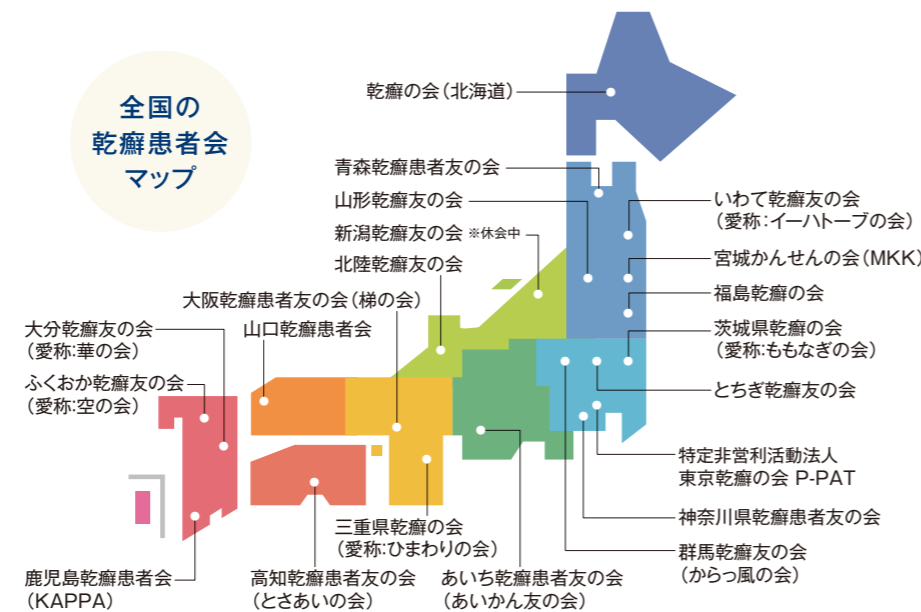 全国の
乾癬患者会
マップ
乾癬の会（北海道）
青森乾癬患者友の会
山形乾癬友の会
新潟乾癬友の会 ※休会中
北陸乾癬友の会
大阪乾癬患者友の会（梯の会）
山口乾癬患者会
大分乾癬友の会
（愛称：華の会）
ふくおか乾癬友の会
（愛称：空の会）
いわて乾癬友の会
（愛称：イーハトーブの会）
宮城かんせんの会（MKK）
福島乾癬の会
茨城県乾癬の会
（愛称：ももなぎの会）
とちぎ乾癬友の会
特定非営利活動法人
東京乾癬の会 P-PAT
神奈川県乾癬患者友の会
群馬乾癬友の会
（からっ風の会）
三重県乾癬の会
（愛称：ひまわりの会）
鹿児島乾癬患者会
（KAPPA）
高知乾癬患者友の会
（とさあいの会）
あいち乾癬患者友の会
（あいかん友の会）